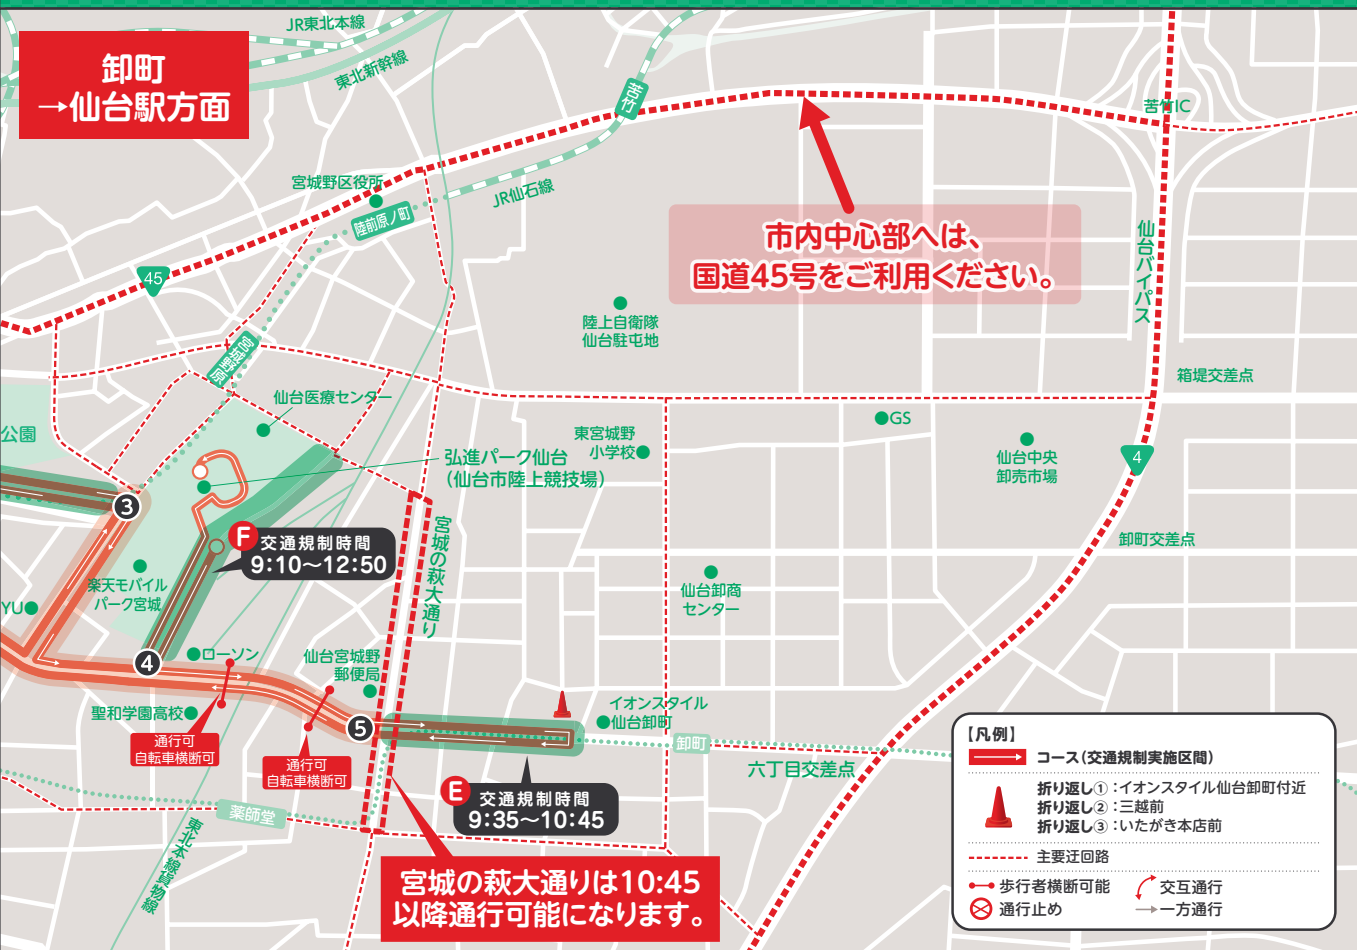 卸町
→仙台駅方面
JR東北本線
東北新幹線
苦竹
苦竹IC
宮城野区役所
陸前原ノ町
JR仙石線
市内中心部へは、
国道45号をご利用ください。
仙台バイパス
45
陸上自衛隊
仙台駐屯地
宮城野原
箱堤交差点
仙台医療センター
公園
GS
東宮城野
小学校
弘進パーク仙台
(仙台市陸上競技場)
仙台中央
卸売市場
4
3
宮城の萩大通り
F
交通規制時間
9:10～12:50
卸町交差点
楽天モバイル
パーク宮城
YU
仙台卸商
センター
4
ローソン
仙台宮城野
郵便局
聖和学園高校
通行可
自転車横断可
通行可
自転車横断可
5
イオンスタイル
仙台卸町
卸町
六丁目交差点
E
交通規制時間
9:35～10:45
薬師堂
東北本線貨物線
宮城の萩大通りは10:45
以降通行可能になります。
【凡例】
コース(交通規制実施区間)
折り返し①：イオンスタイル仙台卸町付近
折り返し②：三越前
折り返し③：いたがき本店前
主要迂回路
歩行者横断可能
交互通行
通行止め
一方通行